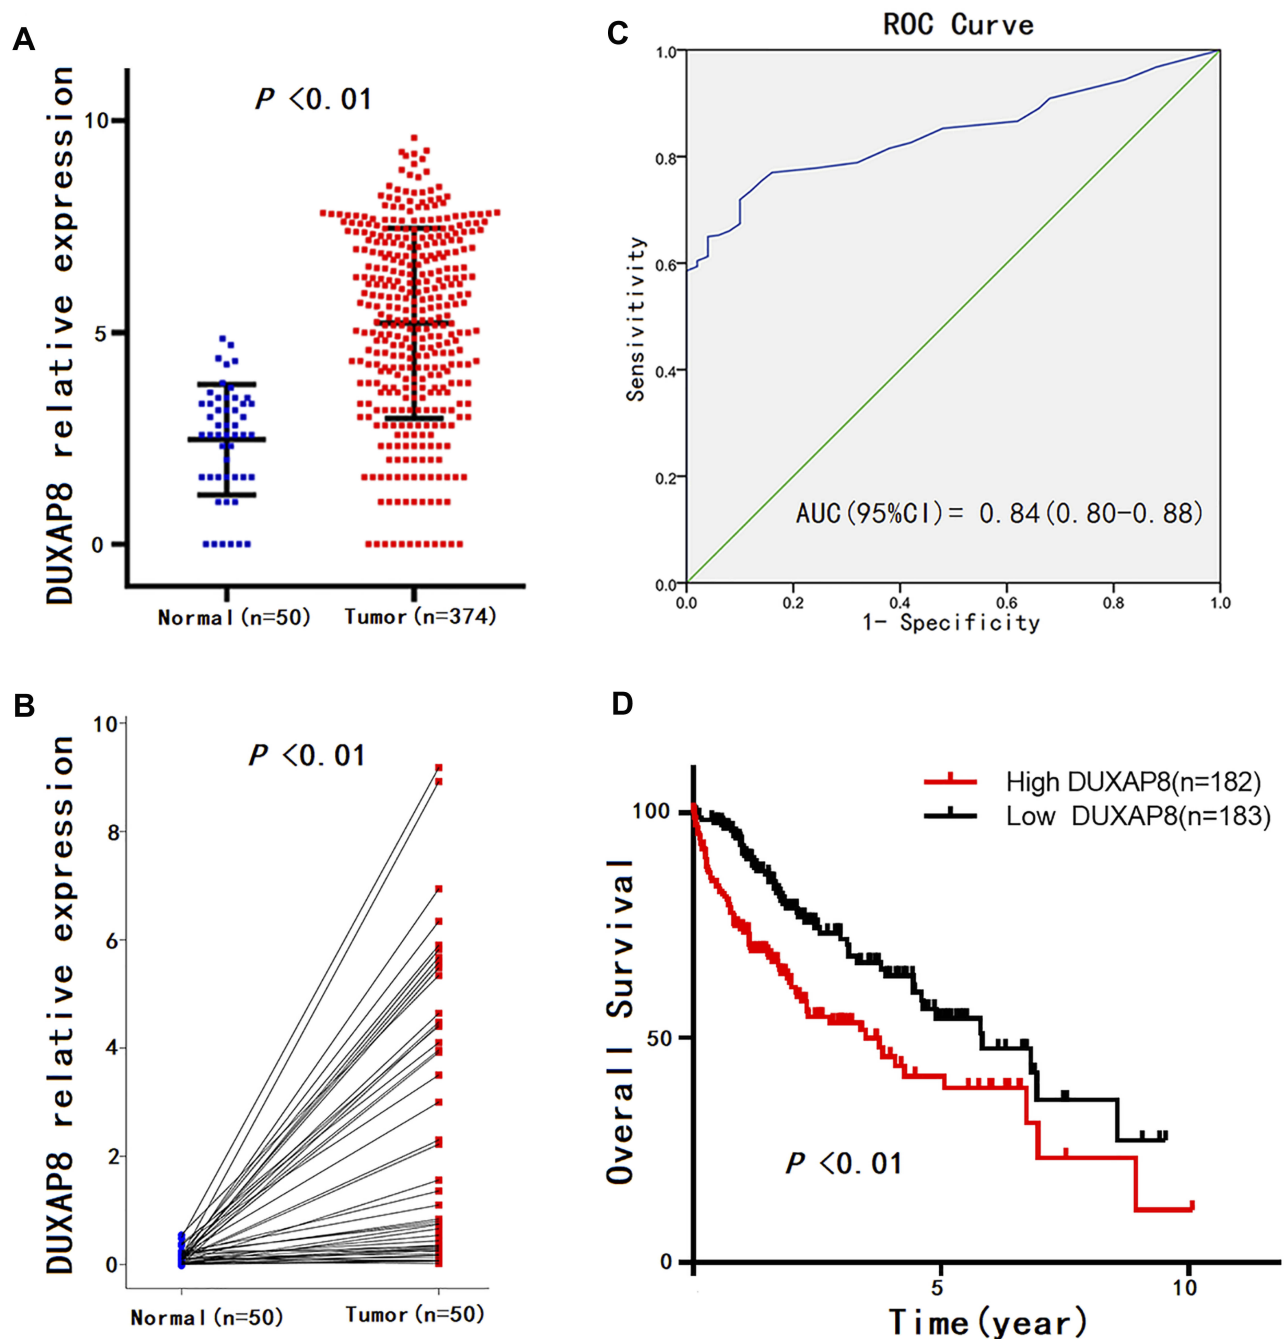 A
DUXAP8 relative expression
P <0.01
10
5
0
Normal(n=50) Tumor(n=374)
C
ROC Curve
Sensitivity
1.0
0.8
0.6
0.4
0.2
0.0
AUC(95%CI)= 0.84(0.80-0.88)
0.0 0.2 0.4 0.6 0.8 1.0
1- Specificity
B
DUXAP8 relative expression
P <0.01
10
8
6
4
2
0
Normal(n=50) Tumor(n=50)
D
High DUXAP8(n=182)
Low DUXAP8(n=183)
Overall Survival
100
50
0
P <0.01
5 10
Time(year)